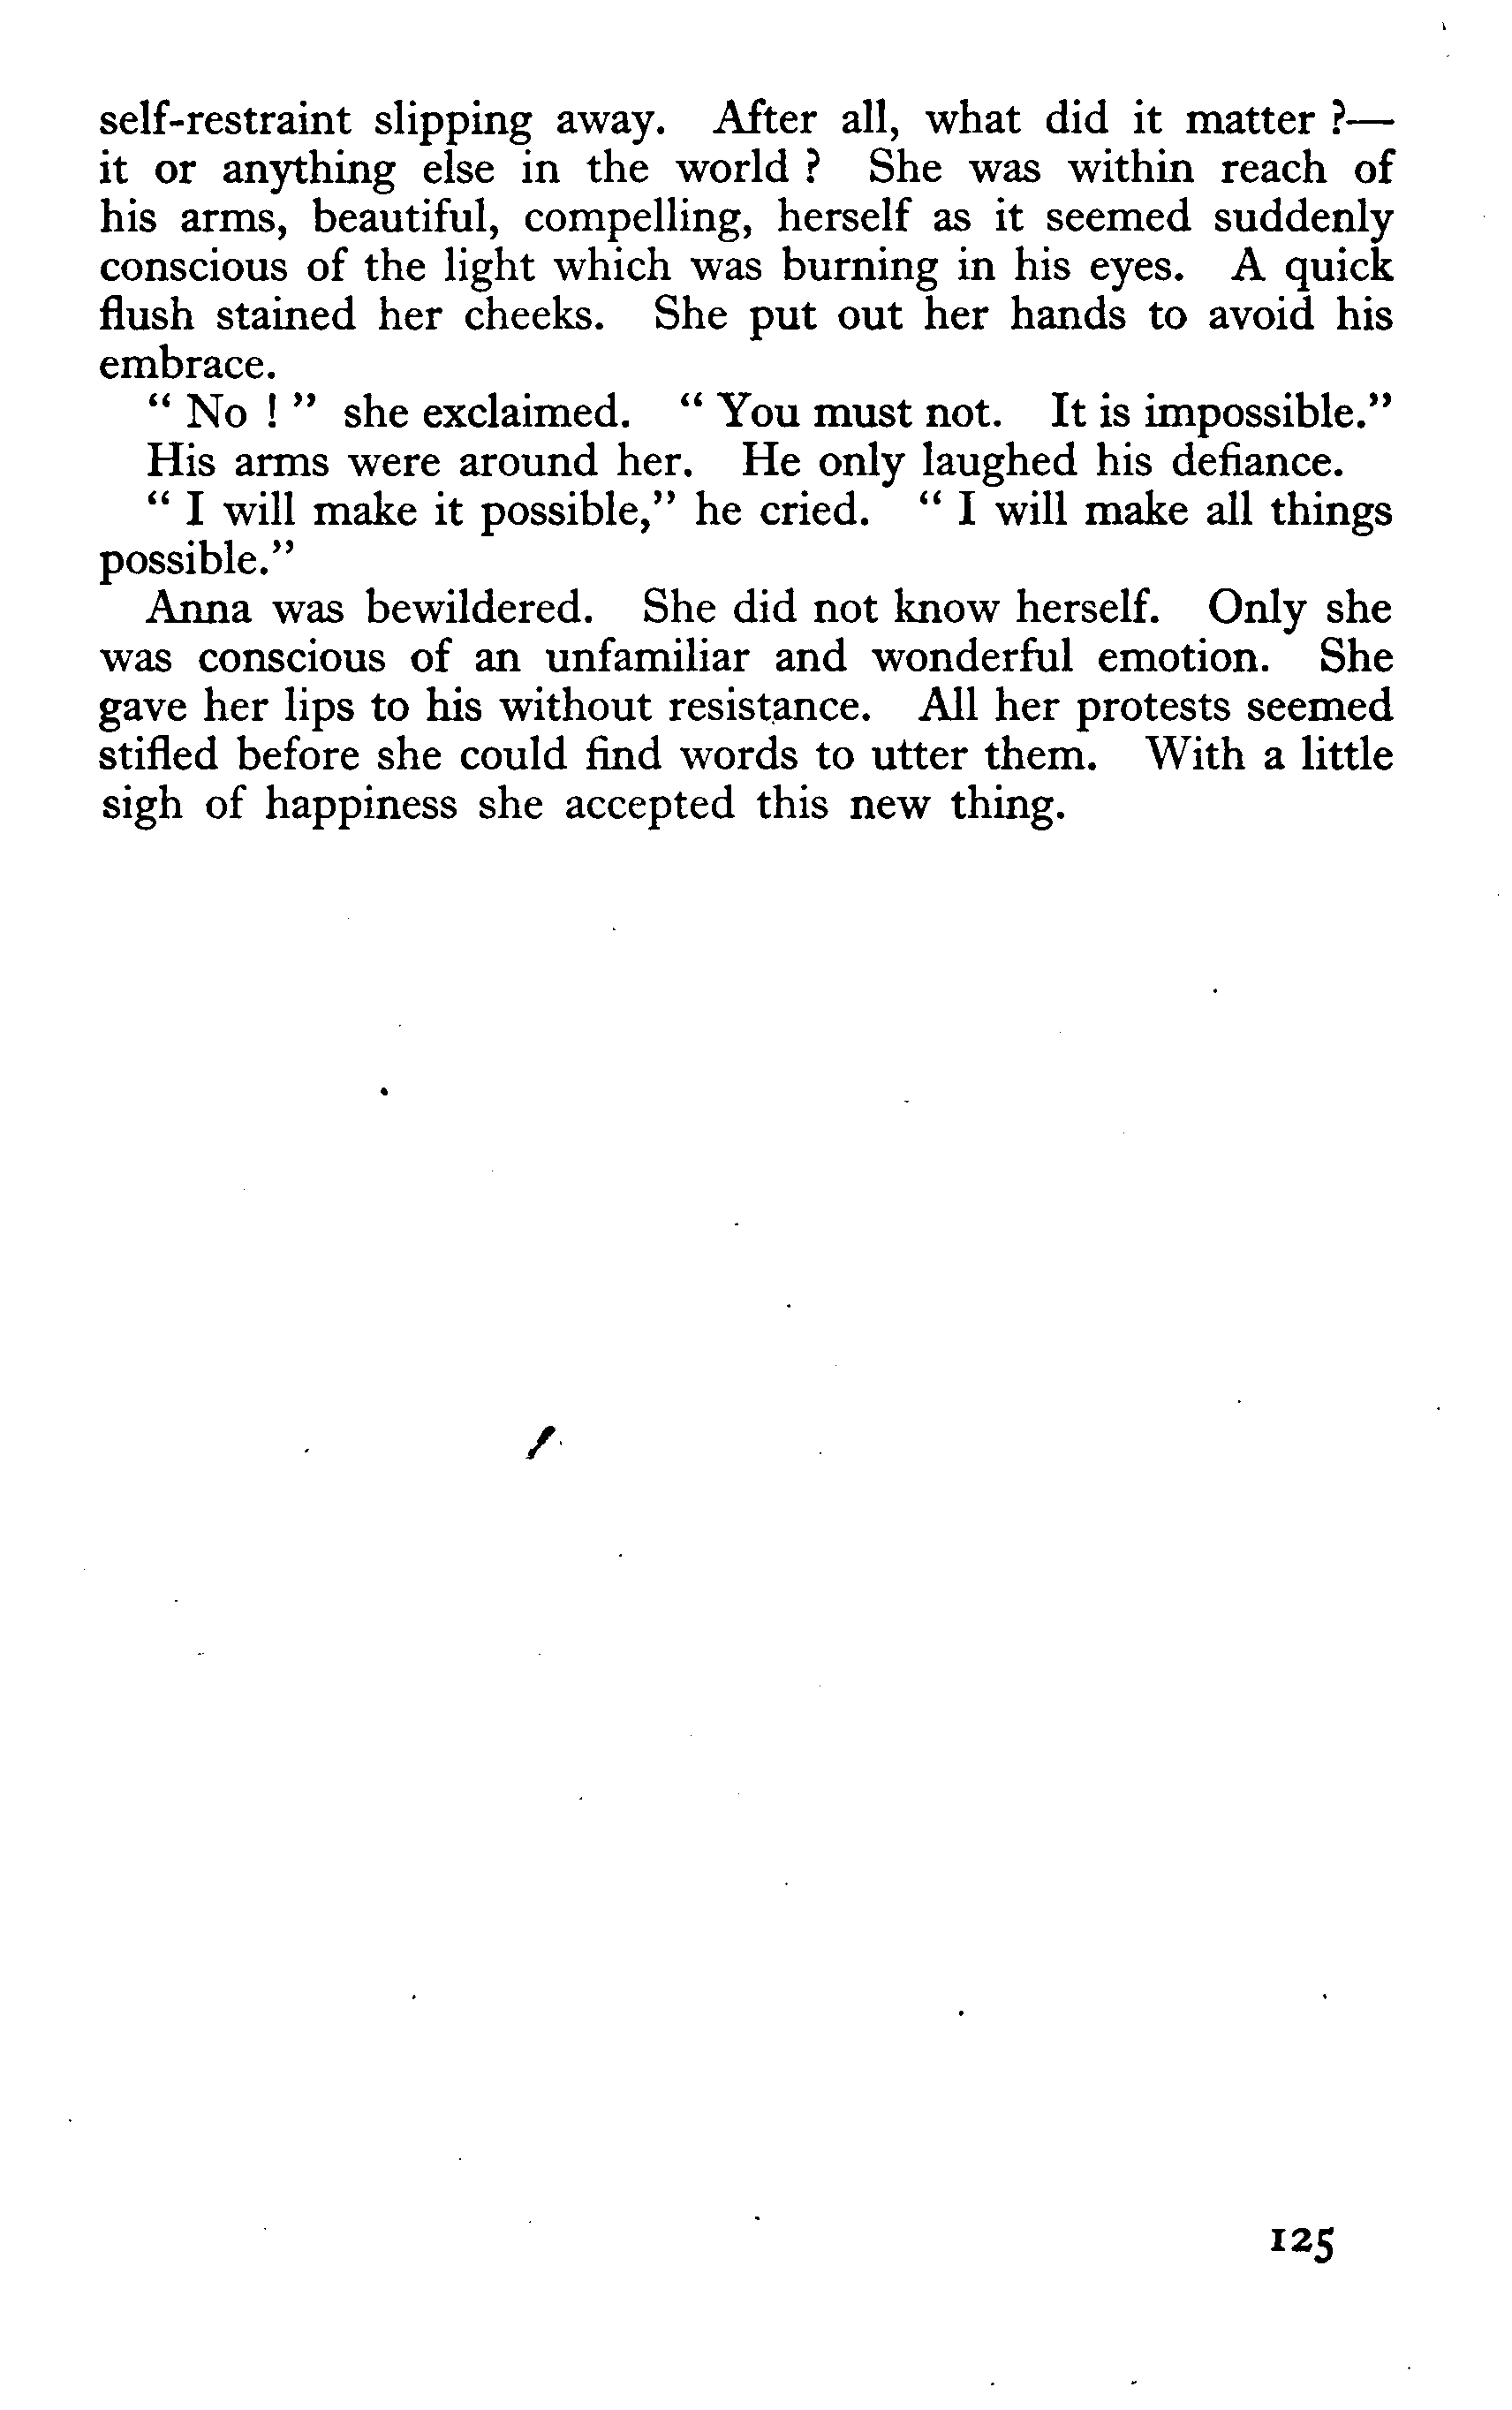 self-restraint slipping away. After all, what did it matter ?—
it or anything else in the world ? She was within reach of
his arms, beautiful, compelling, herself as it seemed suddenly
conscious of the light which was burning in his eyes. A quick
flush stained her cheeks. She put out her hands to avoid his
embrace.
“ No ! ” she exclaimed. “ You must not. It is impossible.”
His arms were around her. He only laughed his defiance.
“ I will make it possible,” he cried. “ I will make all things
possible.”
Anna was bewildered. She did not know herself. Only she
was conscious of an unfamiliar and wonderful emotion. She
gave her lips to his without resistance. All her protests seemed
stifled before she could find words to utter them. With a little
sigh of happiness she accepted this new thing.
125